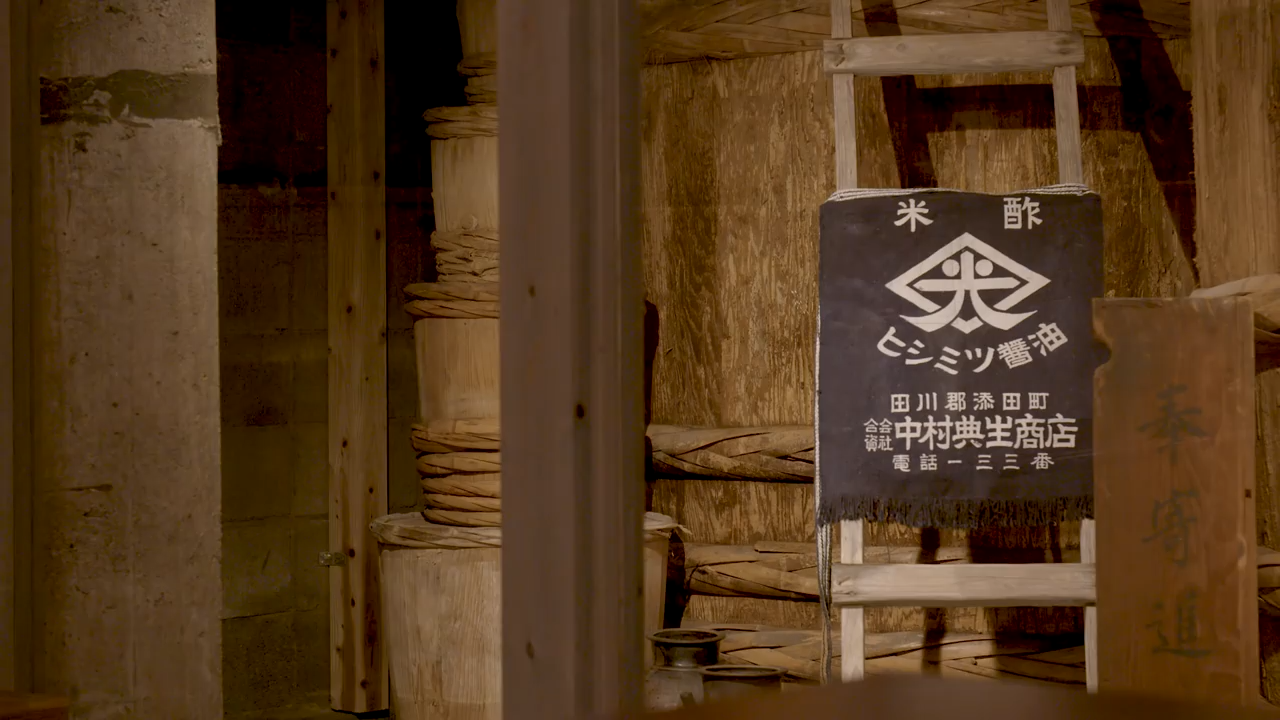 米 酢
ヒシミツ醤油
田川郡添田町
合資会社 中村典生商店
電話一三三番
奉寄進